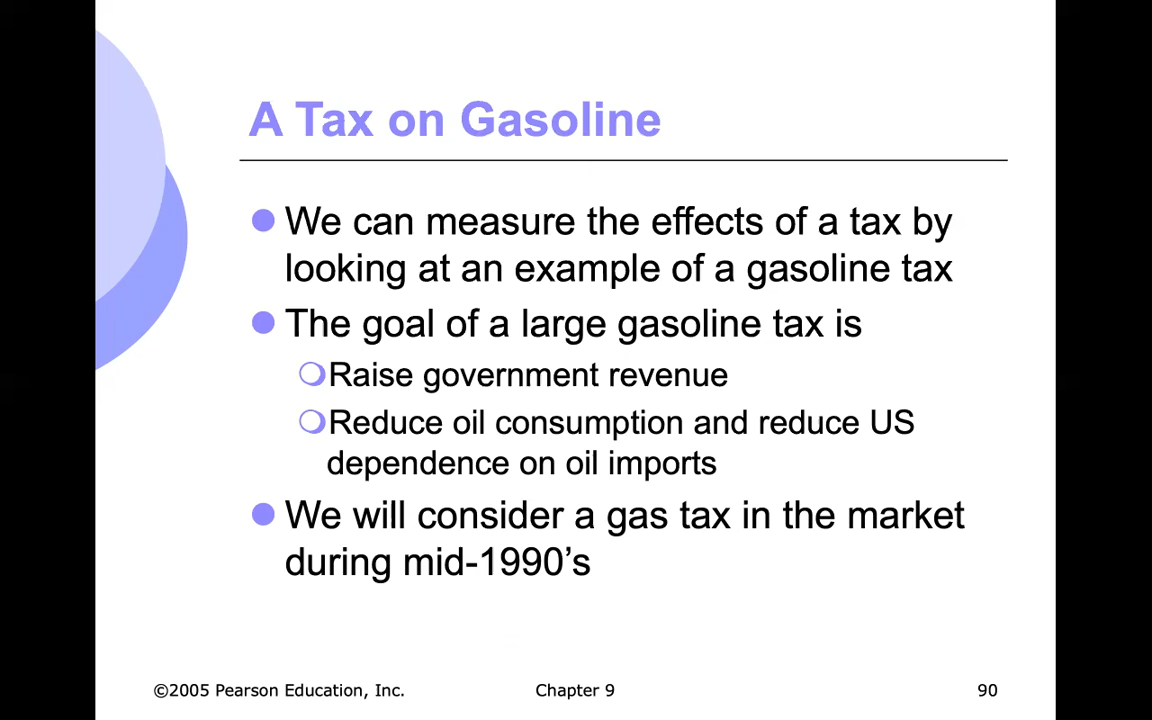 A Tax on Gasoline
We can measure the effects of a tax by
looking at an example of a gasoline tax
The goal of a large gasoline tax is
Raise government revenue
Reduce oil consumption and reduce US
dependence on oil imports
We will consider a gas tax in the market
during mid-1990’s
©2005 Pearson Education, Inc.
Chapter 9
90